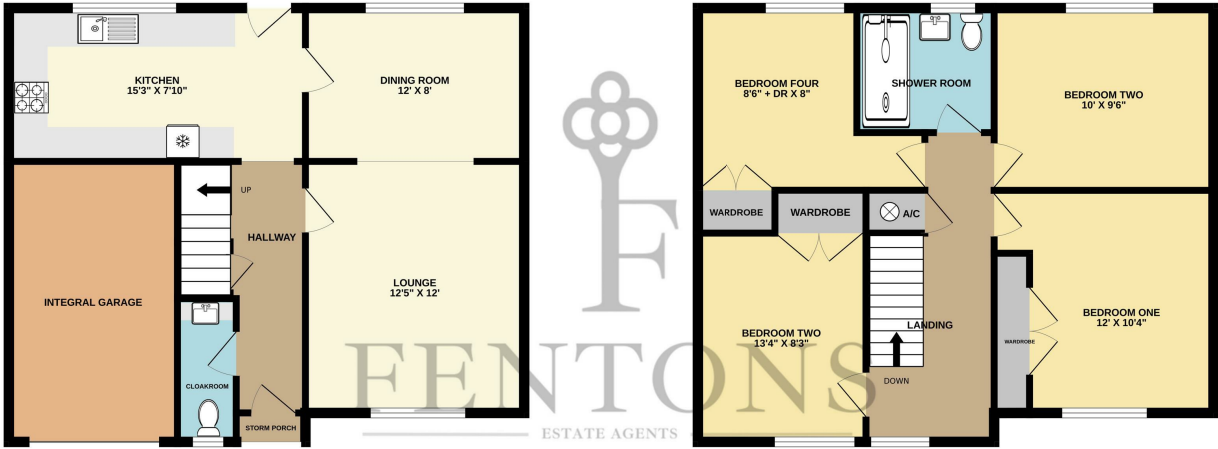 KITCHEN
15'3" X 7'10"
DINING ROOM
12' X 8'
UP
HALLWAY
INTEGRAL GARAGE
LOUNGE
12'5" X 12'
CLOAKROOM
STORM PORCH
F
FENTONS
ESTATE AGENTS
BEDROOM FOUR
8'6" + DR X 8"
SHOWER ROOM
BEDROOM TWO
10' X 9'6"
WARDROBE
WARDROBE
A/C
BEDROOM TWO
13'4" X 8'3"
LANDING
DOWN
WARDROBE
BEDROOM ONE
12' X 10'4"